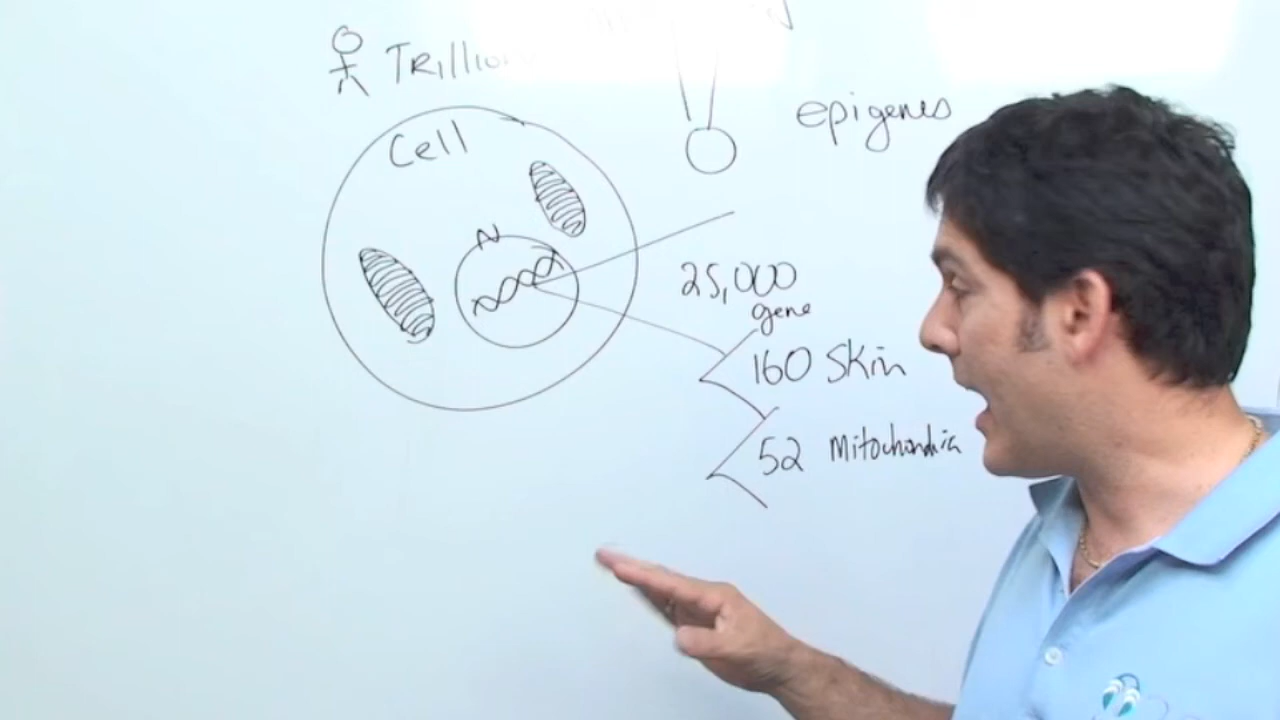 Trillion
epigenes
Cell
N
25,000
gene
160 Skin
52 Mitochondria